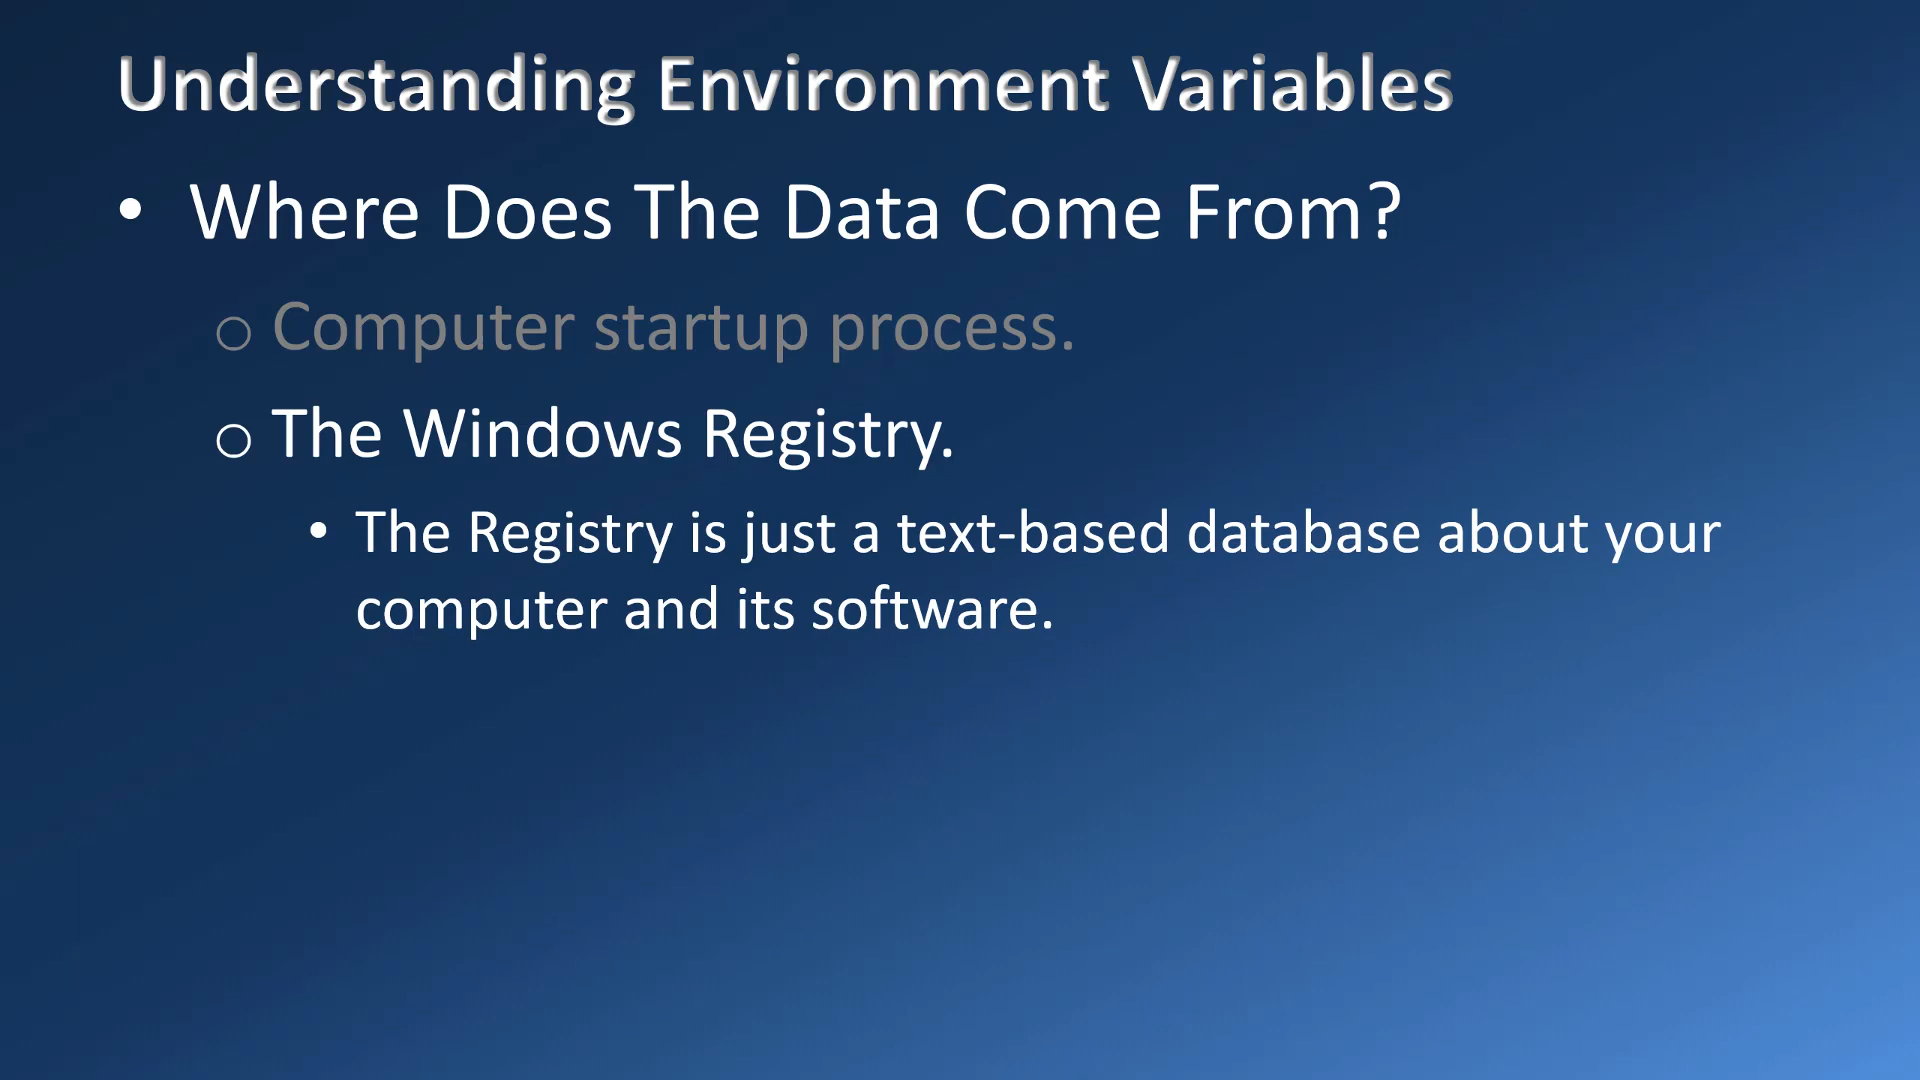 Understanding Environment Variables
• Where Does The Data Come From?
o Computer startup process.
o The Windows Registry.
• The Registry is just a text-based database about your
computer and its software.